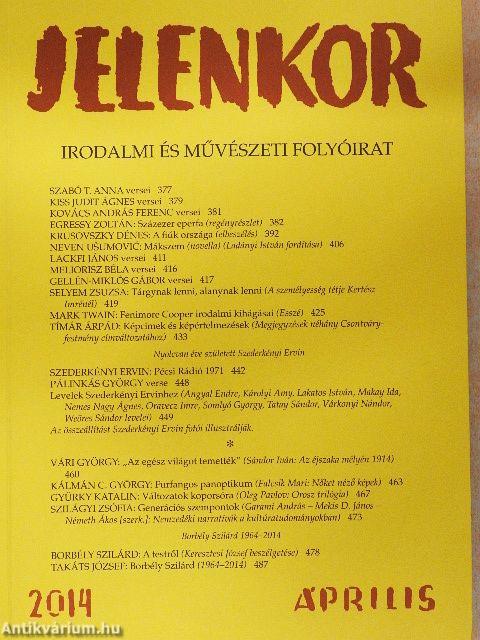 JELENKOR
IRODALMI ÉS MŰVÉSZETI FOLYÓIRAT
SZABÓ T. ANNA versei 377
KISS JUDIT ÁGNES versei 379
KOVÁCS ANDRÁS FERENC versei 381
EGRESSY ZOLTÁN: Százezer eperfa (regényrészlet) 382
KRUSOVSZKY DÉNES: A fiúk országa (elbeszélés) 392
NEVEN UŠUMOVIĆ: Mákszem (novella) (Ladányi István fordítása) 406
LACKFI JÁNOS versei 411
MELIORISZ BÉLA versei 416
GELLÉN-MIKLÓS GÁBOR versei 417
SELYEM ZSUZSA: Tárgynak lenni, alanynak lenni (A személyesség tétje Kertész
Imrénél) 419
MARK TWAIN: Fenimore Cooper irodalmi kihágásai (Esszé) 425
TÍMÁR ÁRPÁD: Képcímek és képértelmezések (Megjegyzések néhány Csontváry-
festmény címváltozatához) 433
Nyolcvan éve született Szederkényi Ervin
SZEDERKÉNYI ERVIN: Pécsi Rádió 1971 442
PÁLINKÁS GYÖRGY verse 448
Levelek Szederkényi Ervinhez (Angyal Endre, Károlyi Amy, Lakatos István, Makay Ida,
Nemes Nagy Ágnes, Oravecz Imre, Somlyó György, Tatay Sándor, Várkonyi Nándor,
Weöres Sándor levelei) 449
Az összeállítást Szederkényi Ervin fotói illusztrálják.
*
VÁRI GYÖRGY: „Az egész világot temették” (Sándor Iván: Az éjszaka mélyén 1914)
460
KÁLMÁN C. GYÖRGY: Furfangos panoptikum (Falcsik Mari: Nőket néző képek) 463
GYÜRKY KATALIN: Változatok koporsóra (Oleg Pavlov: Orosz trilógia) 467
SZILÁGYI ZSÓFIA: Generációs szempontok (Garami András – Mekis D. János –
Németh Ákos [szerk.]: Nemzedéki narratívák a kultúratudományokban) 473
Borbély Szilárd 1964–2014
BORBÉLY SZILÁRD: A testről (Keresztesi József beszélgetése) 478
TAKÁTS JÓZSEF: Borbély Szilárd (1964–2014) 487
2014 ÁPRILIS
Antikvárium.hu